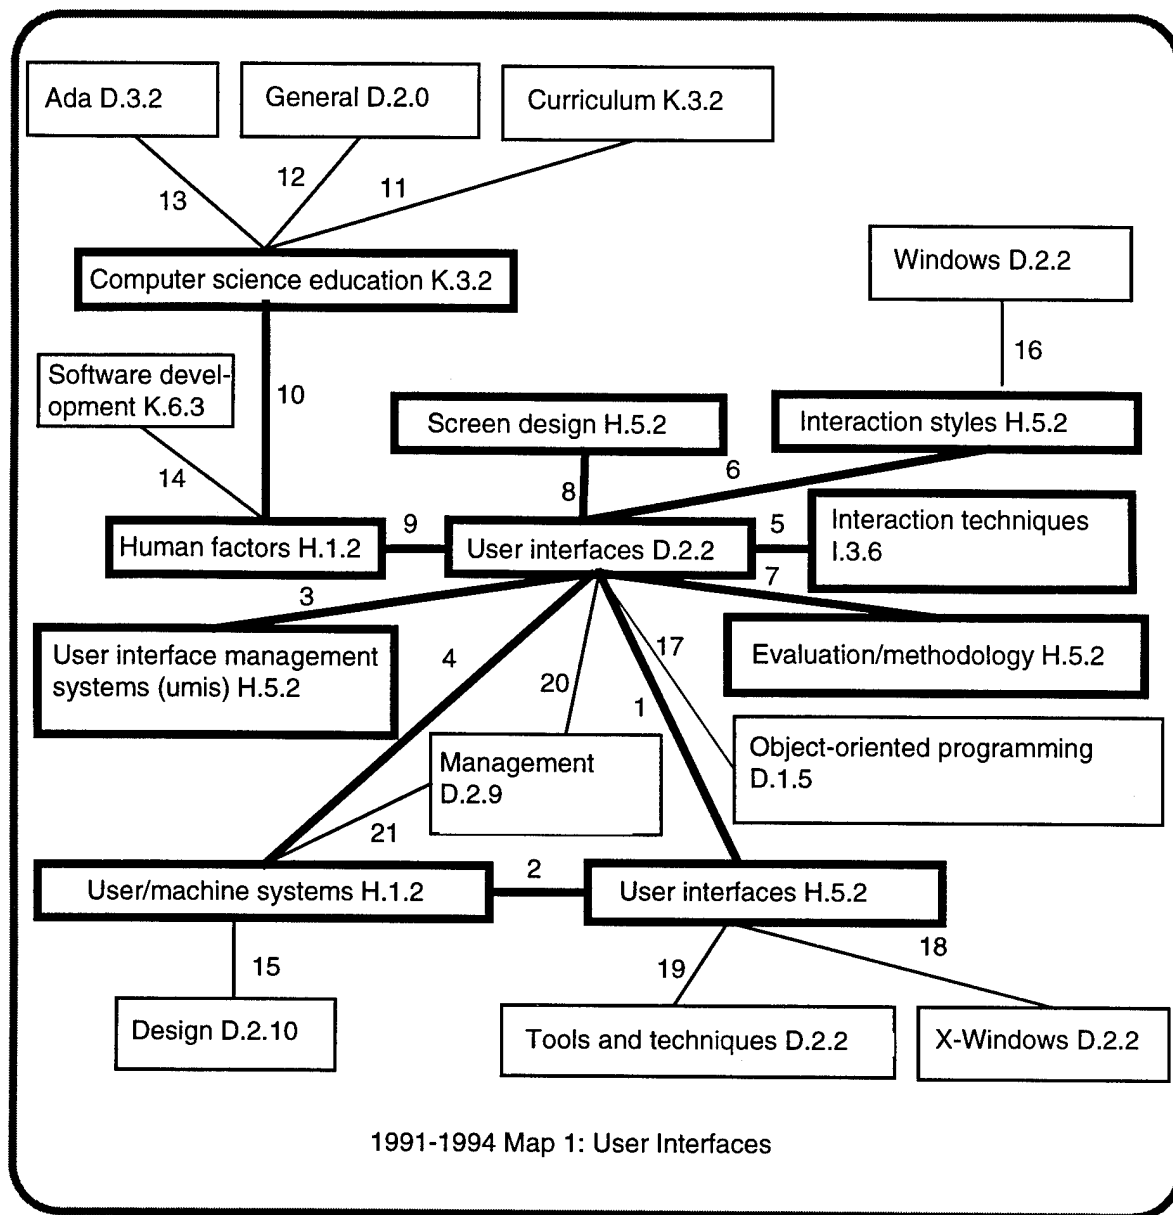 Ada D.3.2
General D.2.0
Curriculum K.3.2
13
12
11
Computer science education K.3.2
Windows D.2.2
16
Software devel-
opment K.6.3
10
14
Screen design H.5.2
Interaction styles H.5.2
8
6
Human factors H.1.2
9
User interfaces D.2.2
5
Interaction techniques
I.3.6
3
7
User interface management
systems (umis) H.5.2
4
20
17
1
Evaluation/methodology H.5.2
Management
D.2.9
Object-oriented programming
D.1.5
21
User/machine systems H.1.2
2
User interfaces H.5.2
15
19
18
Design D.2.10
Tools and techniques D.2.2
X-Windows D.2.2
1991-1994 Map 1: User Interfaces